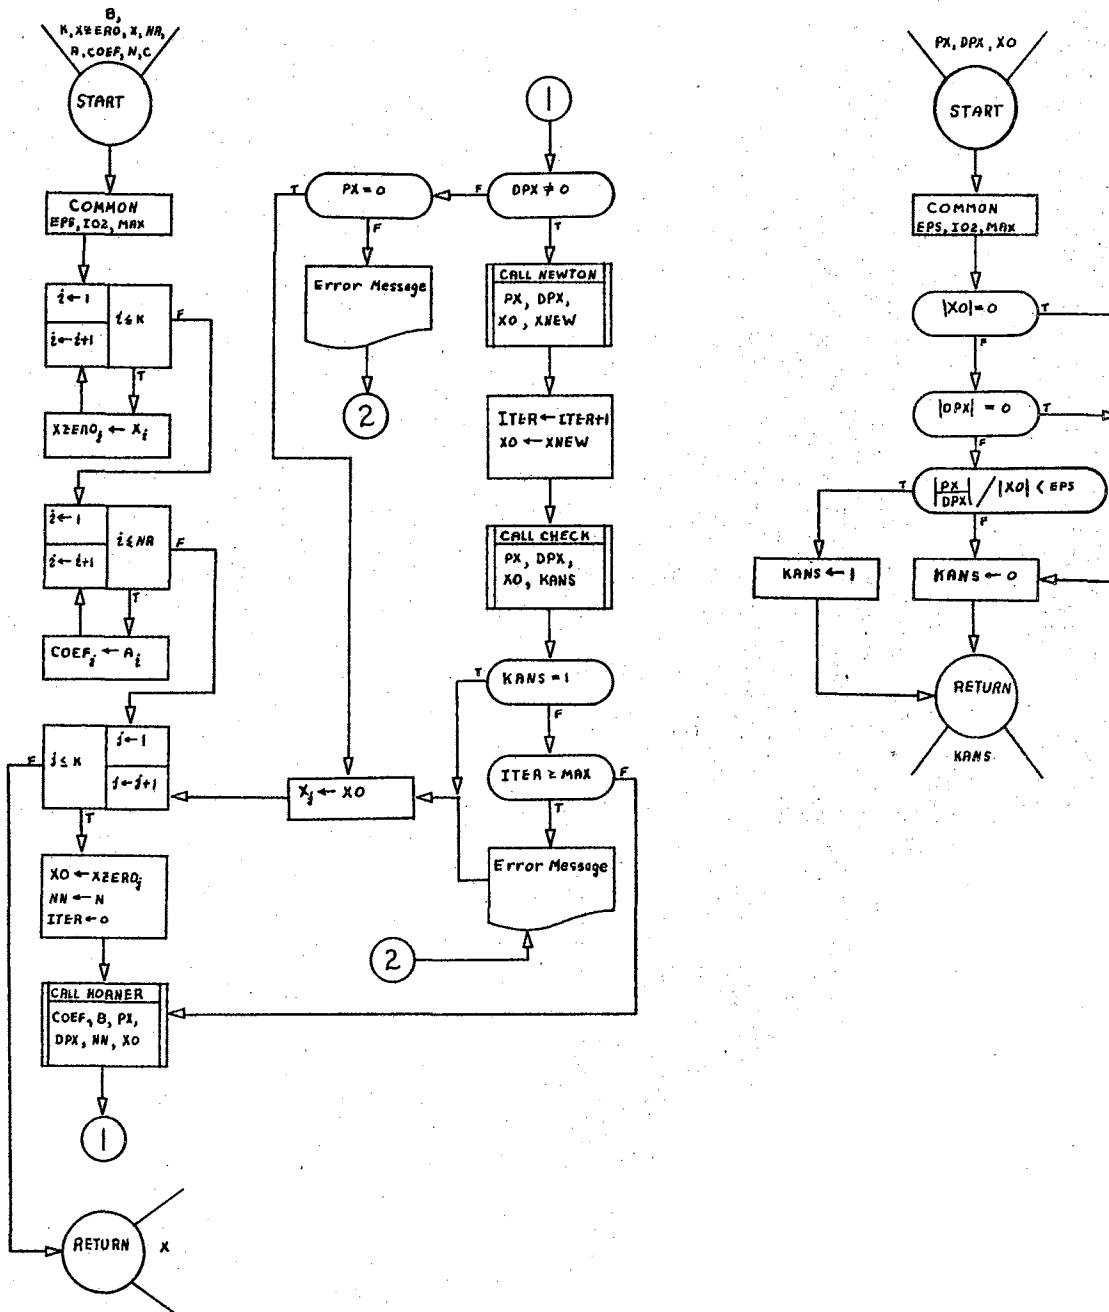 B,
K, XZERO, X, NA,
A, COEF, N, C
START
COMMON
EPS, IO2, MAX
i←1
i←i+1
i≤K
F
T
XZERO_i ← X_i
i←1
i←i+1
i≤NA
F
T
COEF_i ← A_i
j≤K
j←1
j←j+1
F
T
XO ← XZERO_j
NN ← N
ITER ← 0
CALL HORNER
COEF, B, PX,
DPX, NN, XO
1
RETURN
X
1
DPX ≠ 0
F
T
PX = 0
T
F
Error Message
2
CALL NEWTON
PX, DPX,
XO, XNEW
ITER ← ITER+1
XO ← XNEW
CALL CHECK
PX, DPX,
XO, KANS
KANS = 1
T
F
ITER ≥ MAX
F
T
X_j ← XO
Error Message
2
PX, DPX, XO
START
COMMON
EPS, IO2, MAX
|XO| = 0
T
F
|DPX| = 0
T
F
|PX/DPX| / |XO| < EPS
T
F
KANS ← 1
KANS ← 0
RETURN
KANS